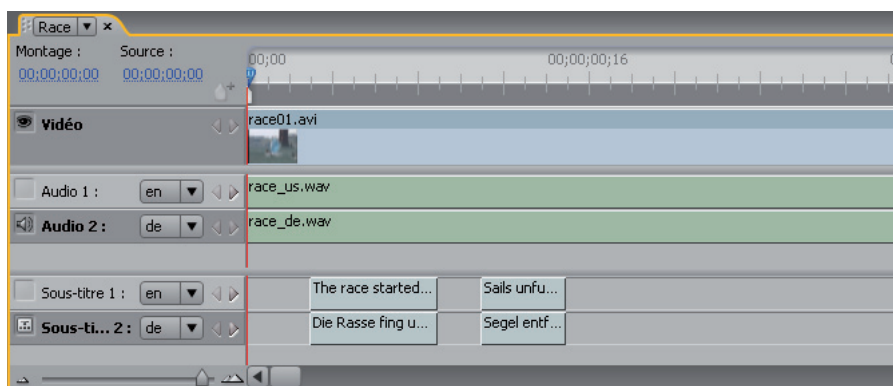 Race
Montage : Source :
00;00;00;00 00;00;00;00
00;00 00;00;00;16
Vidéo race01.avi
Audio 1 : en race_us.wav
Audio 2 : de race_de.wav
Sous-titre 1 : en The race started... Sails unfu...
Sous-ti... 2 : de Die Rasse fing u... Segel entf...